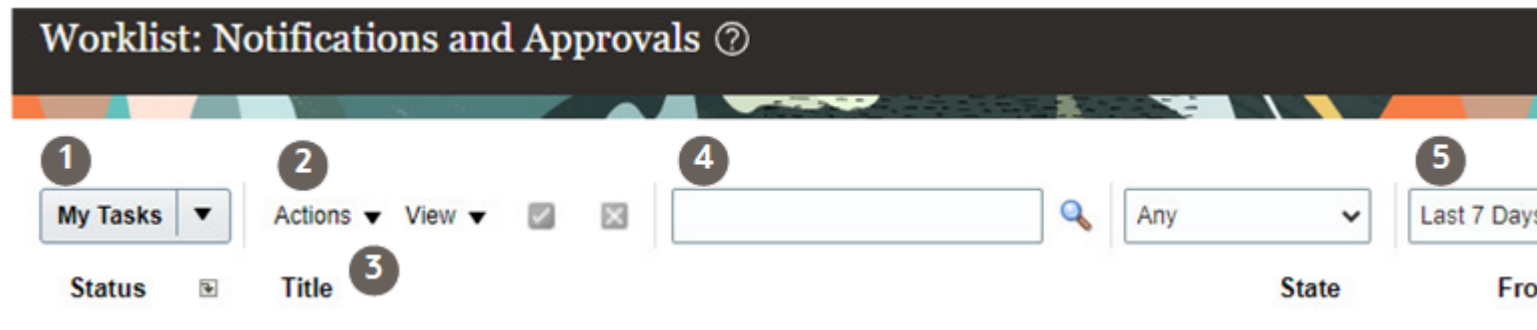 Worklist: Notifications and Approvals ?
1 2 4 5
My Tasks Actions View Any Last 7 Days
3
Status Title State Fro